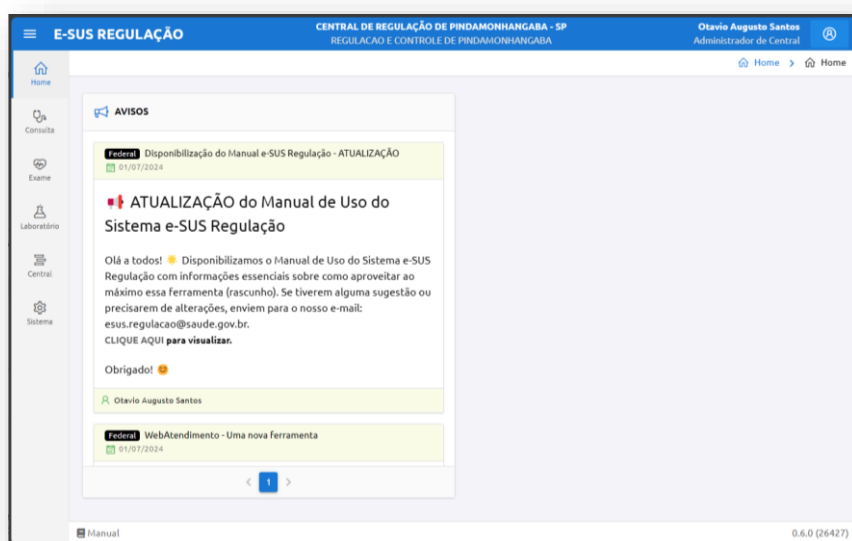 E-SUS REGULAÇÃO
CENTRAL DE REGULAÇÃO DE PINDAMONHANGABA - SP
REGULACAO E CONTROLE DE PINDAMONHANGABA
Otavio Augusto Santos
Administrador de Central
Home > Home
Home
Consulta
Exame
Laboratório
Central
Sistema
AVISOS
Federal Disponibilização do Manual e-SUS Regulação - ATUALIZAÇÃO
01/07/2024
ATUALIZAÇÃO do Manual de Uso do
Sistema e-SUS Regulação
Olá a todos! ☀️ Disponibilizamos o Manual de Uso do Sistema e-SUS
Regulação com informações essenciais sobre como aproveitar ao
máximo essa ferramenta (rascunho). Se tiverem alguma sugestão ou
precisarem de alterações, enviem para o nosso e-mail:
esus.regulacao@saude.gov.br.
CLIQUE AQUI para visualizar.
Obrigado! 😊
Otavio Augusto Santos
Federal WebAtendimento - Uma nova ferramenta
01/07/2024
< 1 >
Manual
0.6.0 (26427)